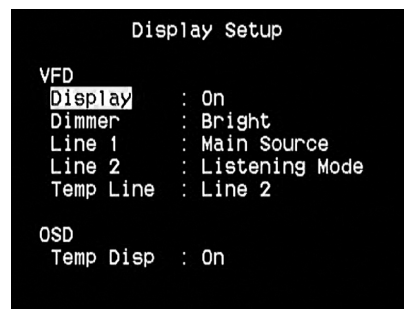 Display Setup
VFD
Display : On
Dimmer : Bright
Line 1 : Main Source
Line 2 : Listening Mode
Temp Line : Line 2
OSD
Temp Disp : On